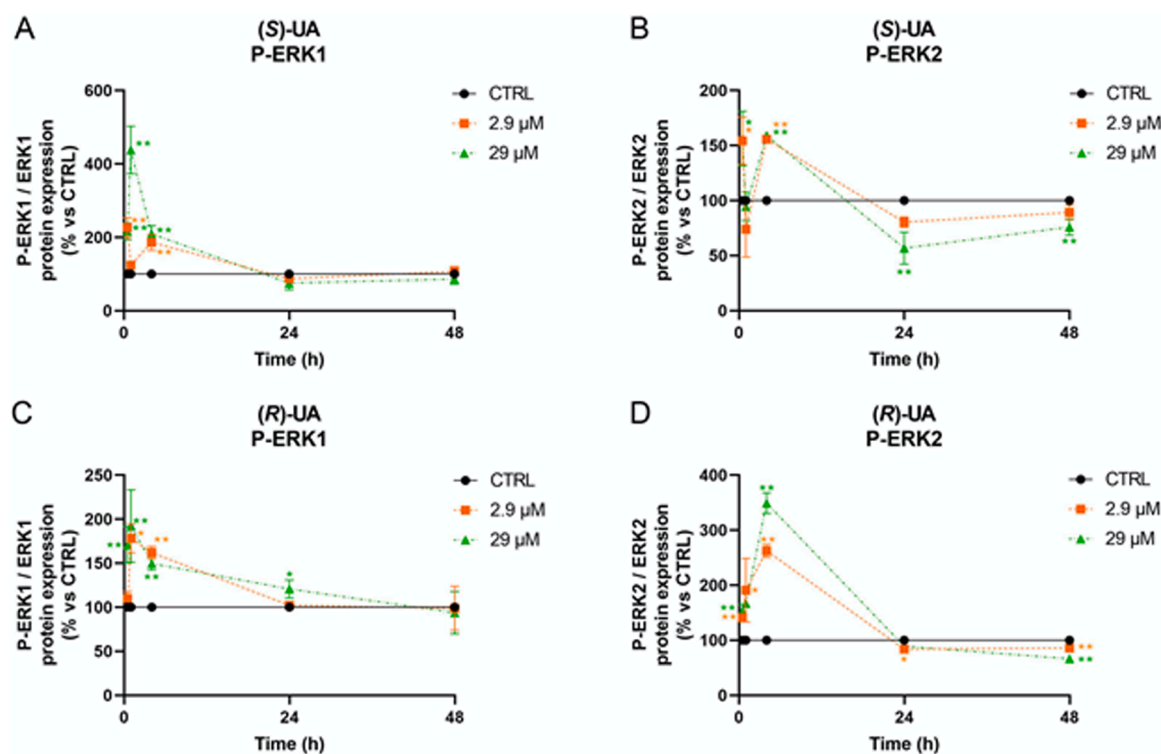 A
(S)-UA
P-ERK1
P-ERK1 / ERK1
protein expression
(% vs CTRL)
600
400
200
0
0
24
48
Time (h)
CTRL
2.9 µM
29 µM
**
**
**
**
**
B
(S)-UA
P-ERK2
P-ERK2 / ERK2
protein expression
(% vs CTRL)
200
150
100
50
0
0
24
48
Time (h)
CTRL
2.9 µM
29 µM
*
*
**
**
**
**
C
(R)-UA
P-ERK1
P-ERK1 / ERK1
protein expression
(% vs CTRL)
250
200
150
100
50
0
0
24
48
Time (h)
CTRL
2.9 µM
29 µM
**
**
*
**
**
*
D
(R)-UA
P-ERK2
P-ERK2 / ERK2
protein expression
(% vs CTRL)
400
300
200
100
0
0
24
48
Time (h)
CTRL
2.9 µM
29 µM
**
**
*
**
**
*
**
**